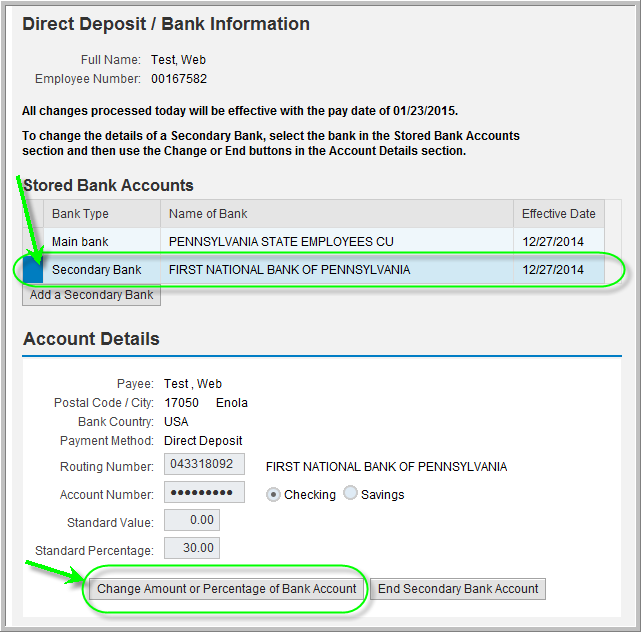 Direct Deposit / Bank Information
Full Name: Test, Web
Employee Number: 00167582
All changes processed today will be effective with the pay date of 01/23/2015.
To change the details of a Secondary Bank, select the bank in the Stored Bank Accounts
section and then use the Change or End buttons in the Account Details section.
Stored Bank Accounts
Bank Type Name of Bank Effective Date
Main bank PENNSYLVANIA STATE EMPLOYEES CU 12/27/2014
Secondary Bank FIRST NATIONAL BANK OF PENNSYLVANIA 12/27/2014
Add a Secondary Bank
Account Details
Payee: Test , Web
Postal Code / City: 17050 Enola
Bank Country: USA
Payment Method: Direct Deposit
Routing Number: 043318092 FIRST NATIONAL BANK OF PENNSYLVANIA
Account Number: ●●●●●●●●● Checking Savings
Standard Value: 0.00
Standard Percentage: 30.00
Change Amount or Percentage of Bank Account End Secondary Bank Account